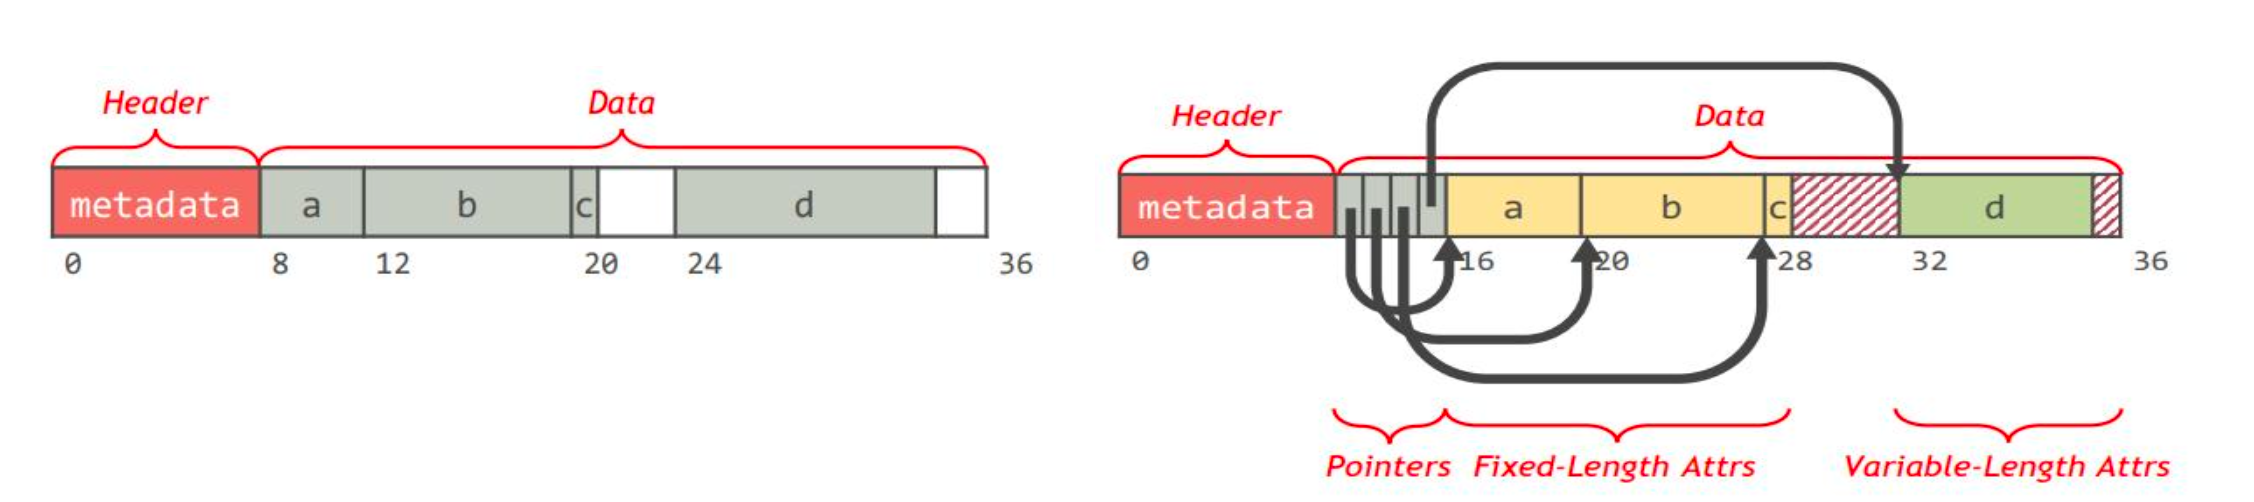 Header Data
metadata a b c d
0 8 12 20 24 36
Header Data
metadata a b c d
0 16 20 28 32 36
Pointers Fixed-Length Attrs Variable-Length Attrs